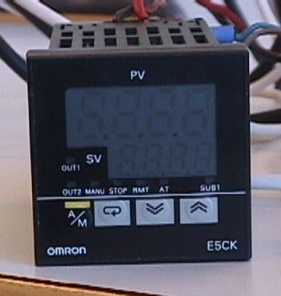 PV
SV
OUT1
OUT2 MANU STOP RMT AT SUB1
A/M
OMRON E5CK